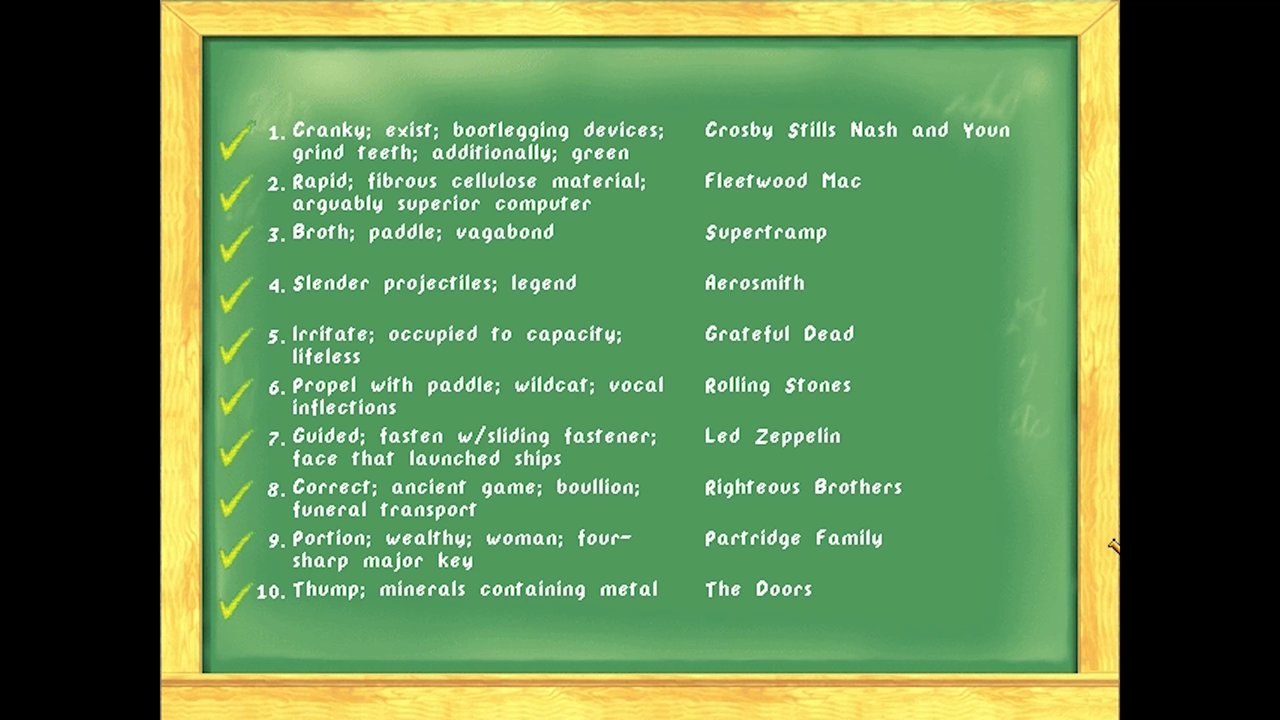 1. Cranky; exist; bootlegging devices; Crosby Stills Nash and Youn
grind teeth; additionally; green
2. Rapid; fibrous cellulose material; Fleetwood Mac
arguably superior computer
3. Broth; paddle; vagabond Supertramp
4. Slender projectiles; legend Aerosmith
5. Irritate; occupied to capacity; Grateful Dead
lifeless
6. Propel with paddle; wildcat; vocal Rolling Stones
inflections
7. Guided; fasten w/sliding fastener; Led Zeppelin
face that launched ships
8. Correct; ancient game; boullion; Righteous Brothers
funeral transport
9. Portion; wealthy; woman; four- Partridge Family
sharp major key
10. Thump; minerals containing metal The Doors